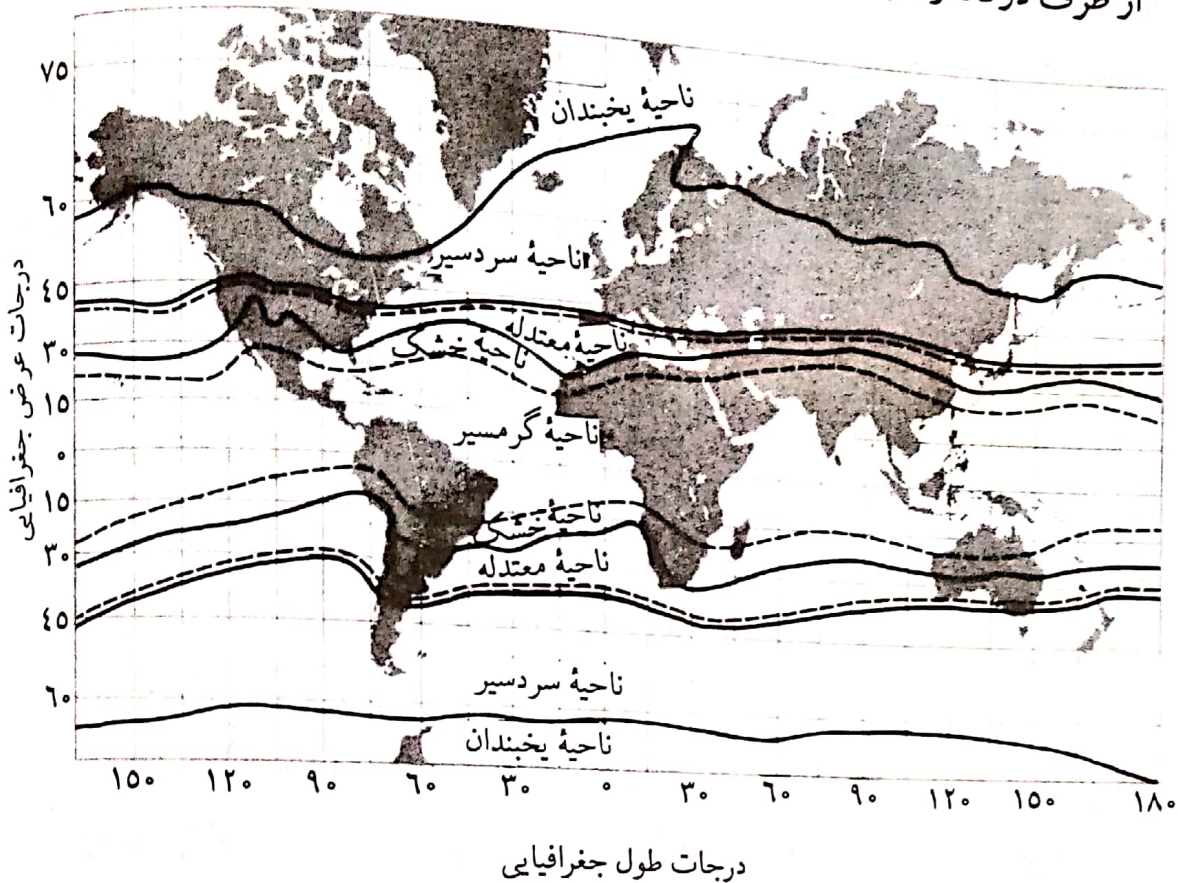 از طرف
۷۵
ناحیهٔ یخبندان
۶۰
ناحیهٔ سردسیر
۴۵
ناحیهٔ معتدله
ناحیهٔ خشک
۳۰
۱۵
ناحیهٔ گرمسیر
۰
۱۵
ناحیهٔ خشک
۳۰
ناحیهٔ معتدله
۴۵
ناحیهٔ سردسیر
۶۰
ناحیهٔ یخبندان
درجات عرض جغرافیایی
۱۵۰ ۱۲۰ ۹۰ ۶۰ ۳۰ ۰ ۳۰ ۶۰ ۹۰ ۱۲۰ ۱۵۰ ۱۸۰
درجات طول جغرافیایی